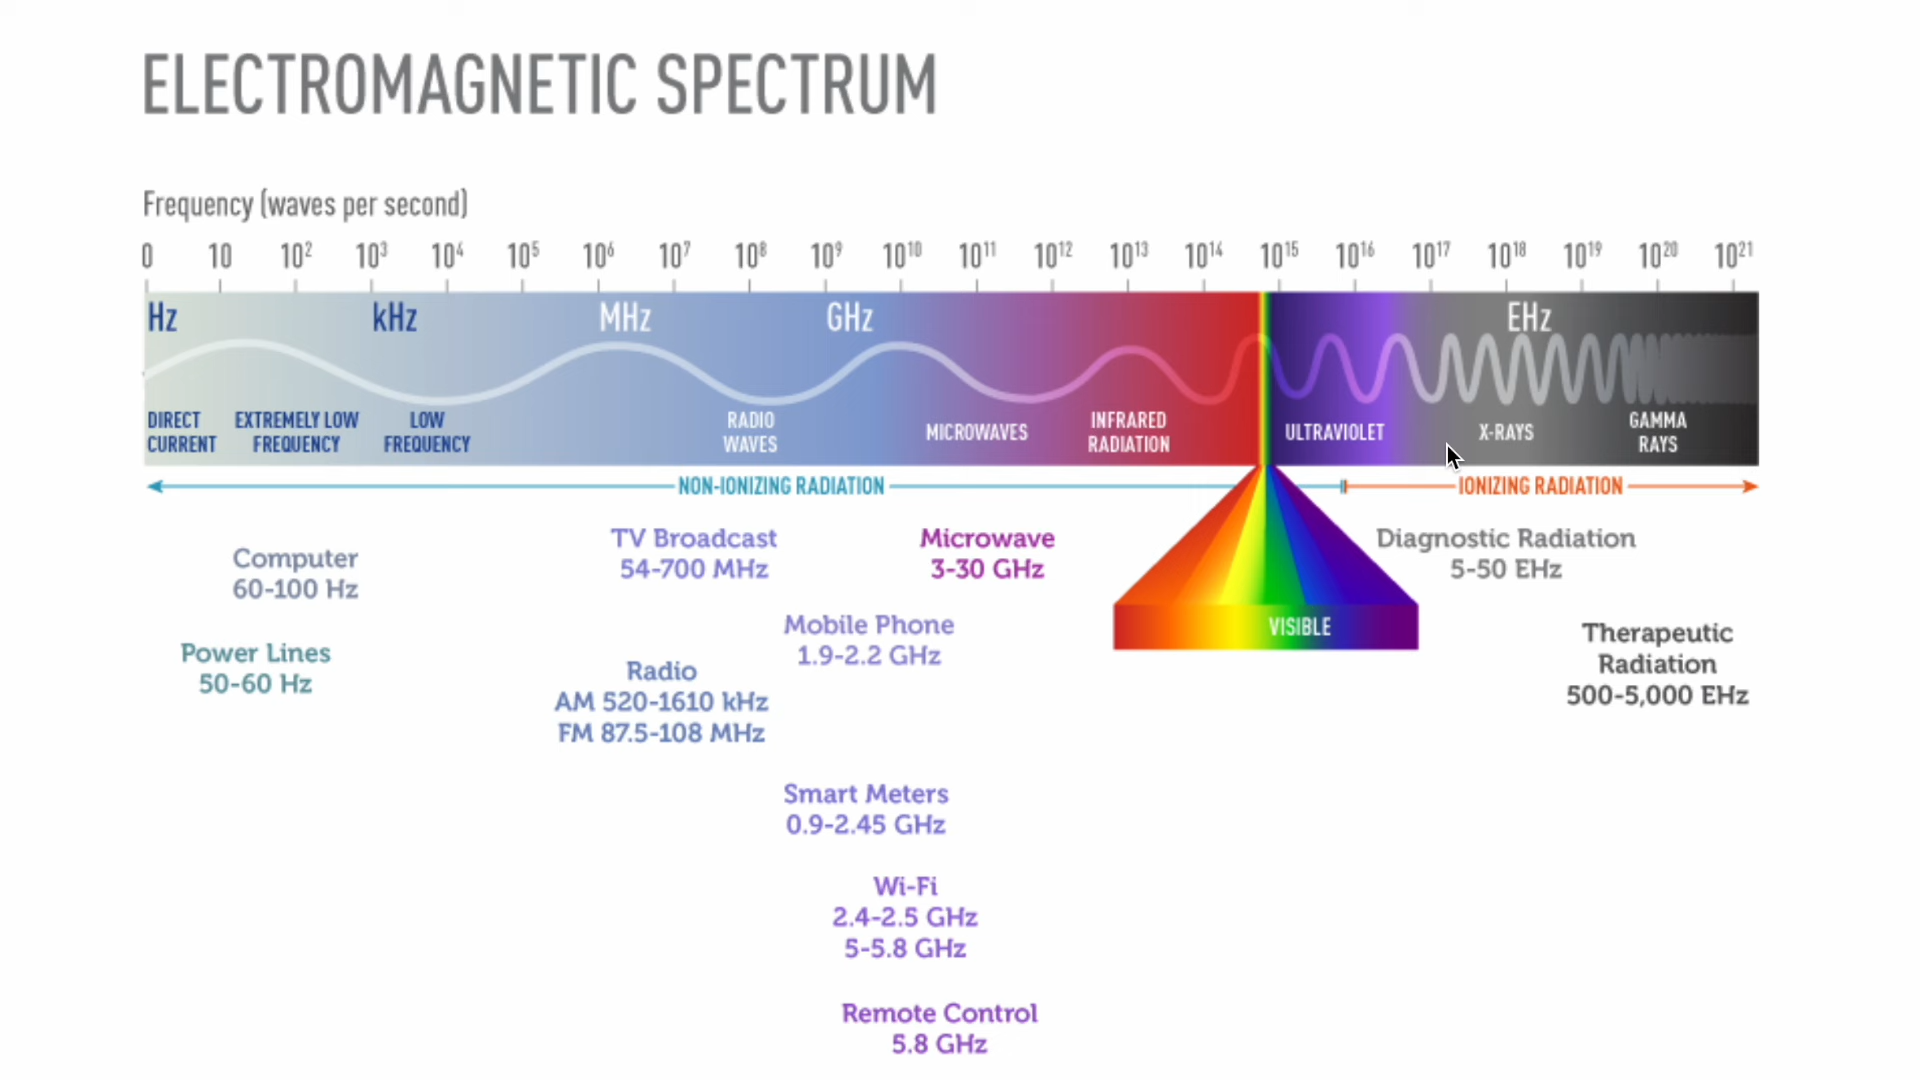 ELECTROMAGNETIC SPECTRUM
Frequency (waves per second)
0 10 10² 10³ 10⁴ 10⁵ 10⁶ 10⁷ 10⁸ 10⁹ 10¹⁰ 10¹¹ 10¹² 10¹³ 10¹⁴ 10¹⁵ 10¹⁶ 10¹⁷ 10¹⁸ 10¹⁹ 10²⁰ 10²¹
Hz kHz MHz GHz EHz
DIRECT
CURRENT
EXTREMELY LOW
FREQUENCY
LOW
FREQUENCY
RADIO
WAVES
MICROWAVES
INFRARED
RADIATION
ULTRAVIOLET
X-RAYS
GAMMA
RAYS
NON-IONIZING RADIATION
IONIZING RADIATION
Computer
60-100 Hz
Power Lines
50-60 Hz
TV Broadcast
54-700 MHz
Radio
AM 520-1610 kHz
FM 87.5-108 MHz
Microwave
3-30 GHz
Mobile Phone
1.9-2.2 GHz
Smart Meters
0.9-2.45 GHz
Wi-Fi
2.4-2.5 GHz
5-5.8 GHz
Remote Control
5.8 GHz
VISIBLE
Diagnostic Radiation
5-50 EHz
Therapeutic
Radiation
500-5,000 EHz